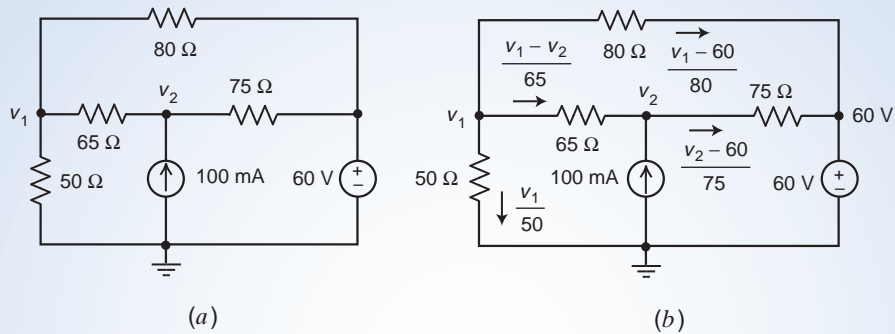 80 Ω
v₂
75 Ω
v₁
65 Ω
50 Ω
100 mA
60 V
+
−
(a)
v₁ − v₂
65
80 Ω
v₁ − 60
80
v₂
75 Ω
v₁
60 V
65 Ω
v₂ − 60
75
50 Ω
100 mA
60 V
+
−
v₁
50
(b)